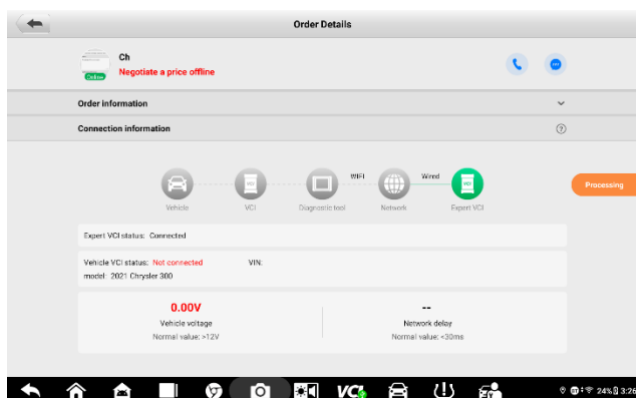 Order Details
Ch
Negotiate a price offline
Online
Order information
Connection information
?
WIFI
Wired
Vehicle
VCI
Diagnostic tool
Network
Expert VCI
Processing
Expert VCI status: Connected
Vehicle VCI status: Not connected VIN:
model: 2021 Chrysler 300
0.00V
--
Vehicle voltage
Network delay
Normal value: >12V
Normal value: <30ms
VCI
24% 3:26